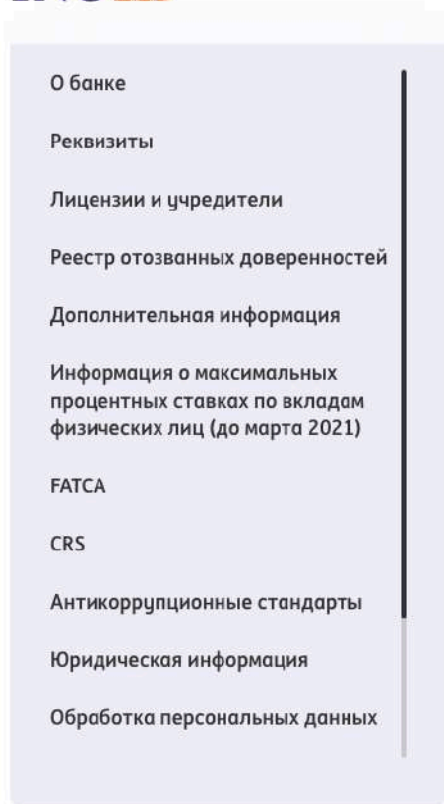 О банке
Реквизиты
Лицензии и учредители
Реестр отозванных доверенностей
Дополнительная информация
Информация о максимальных
процентных ставках по вкладам
физических лиц (до марта 2021)
FATCA
CRS
Антикоррупционные стандарты
Юридическая информация
Обработка персональных данных